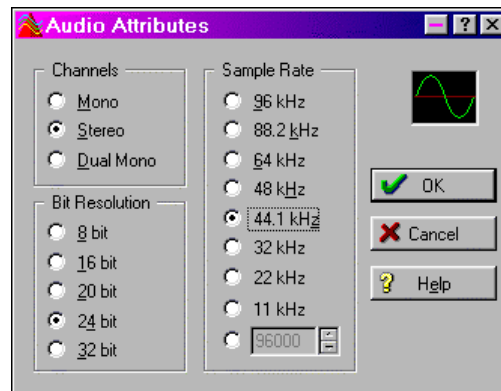 Audio Attributes
Channels
Mono
Stereo
Dual Mono
Bit Resolution
8 bit
16 bit
20 bit
24 bit
32 bit
Sample Rate
96 kHz
88.2 kHz
64 kHz
48 kHz
44.1 kHz
32 kHz
22 kHz
11 kHz
96000
OK
Cancel
Help